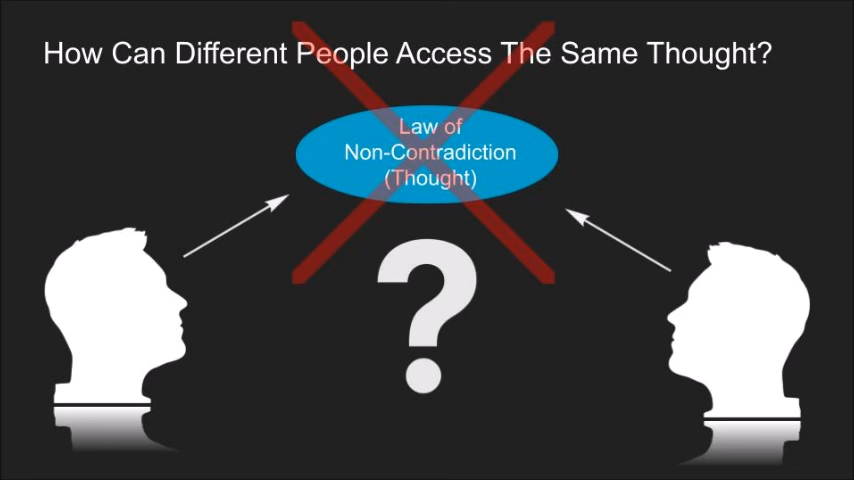 How Can Different People Access The Same Thought?
Law of
Non-Contradiction
(Thought)
?